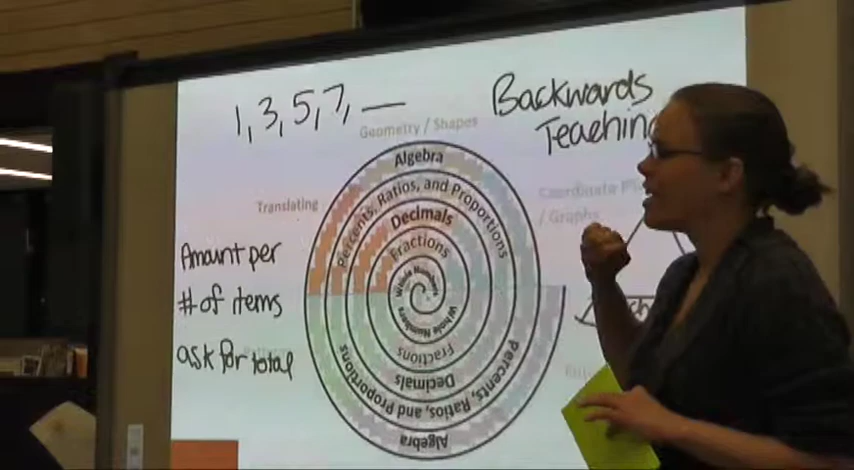 1, 3, 5, 7, __
Backwards
Teaching
Geometry / Shapes
Translating
/ Graphs
Amount per
# of items
ask for total
Algebra
Percents, Ratios, and Proportions
Decimals
Fractions
Whole Numbers
Whole Numbers
Fractions
Decimals
Percents, Ratios, and Proportions
Algebra